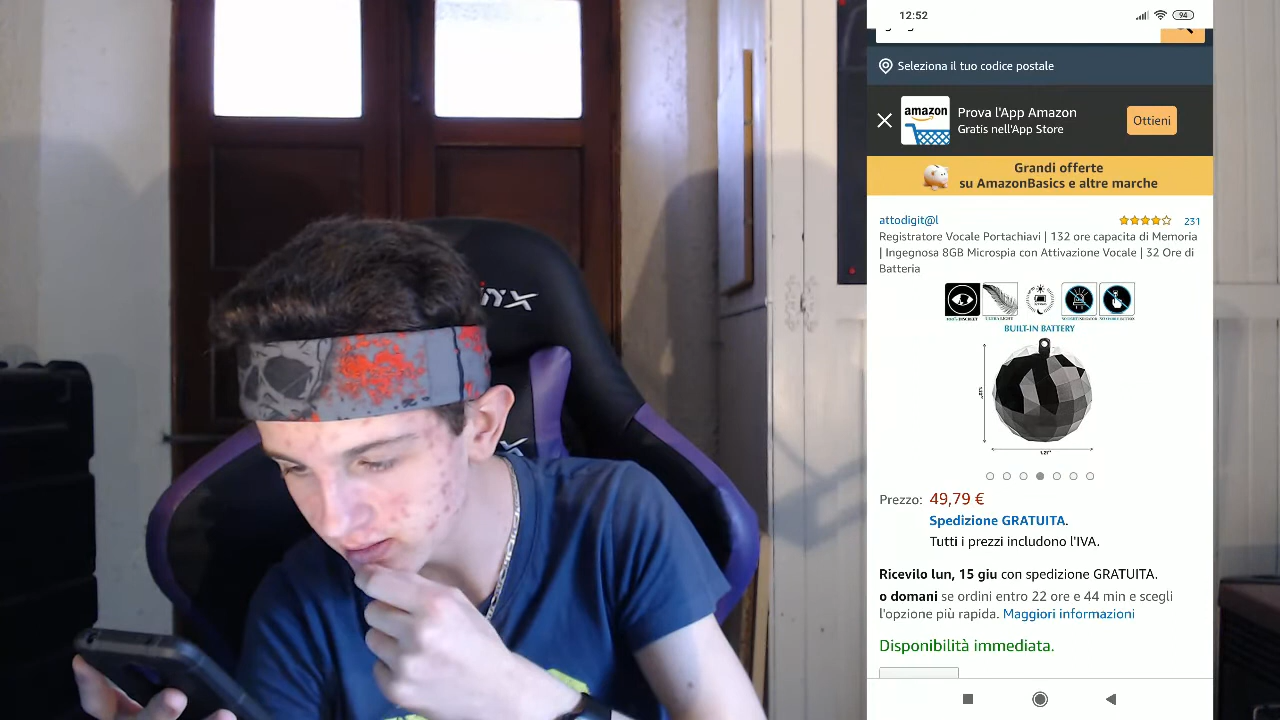 12:52
94
Seleziona il tuo codice postale
amazon
Prova l'App Amazon
Gratis nell'App Store
Ottieni
Grandi offerte
su AmazonBasics e altre marche
attodigit@l
231
Registratore Vocale Portachiavi | 132 ore capacita di Memoria
| Ingegnosa 8GB Microspia con Attivazione Vocale | 32 Ore di
Batteria
BUILT-IN BATTERY
Prezzo: 49,79 €
Spedizione GRATUITA.
Tutti i prezzi includono l'IVA.
Ricevilo lun, 15 giu con spedizione GRATUITA.
o domani se ordini entro 22 ore e 44 min e scegli
l'opzione più rapida. Maggiori informazioni
Disponibilità immediata.